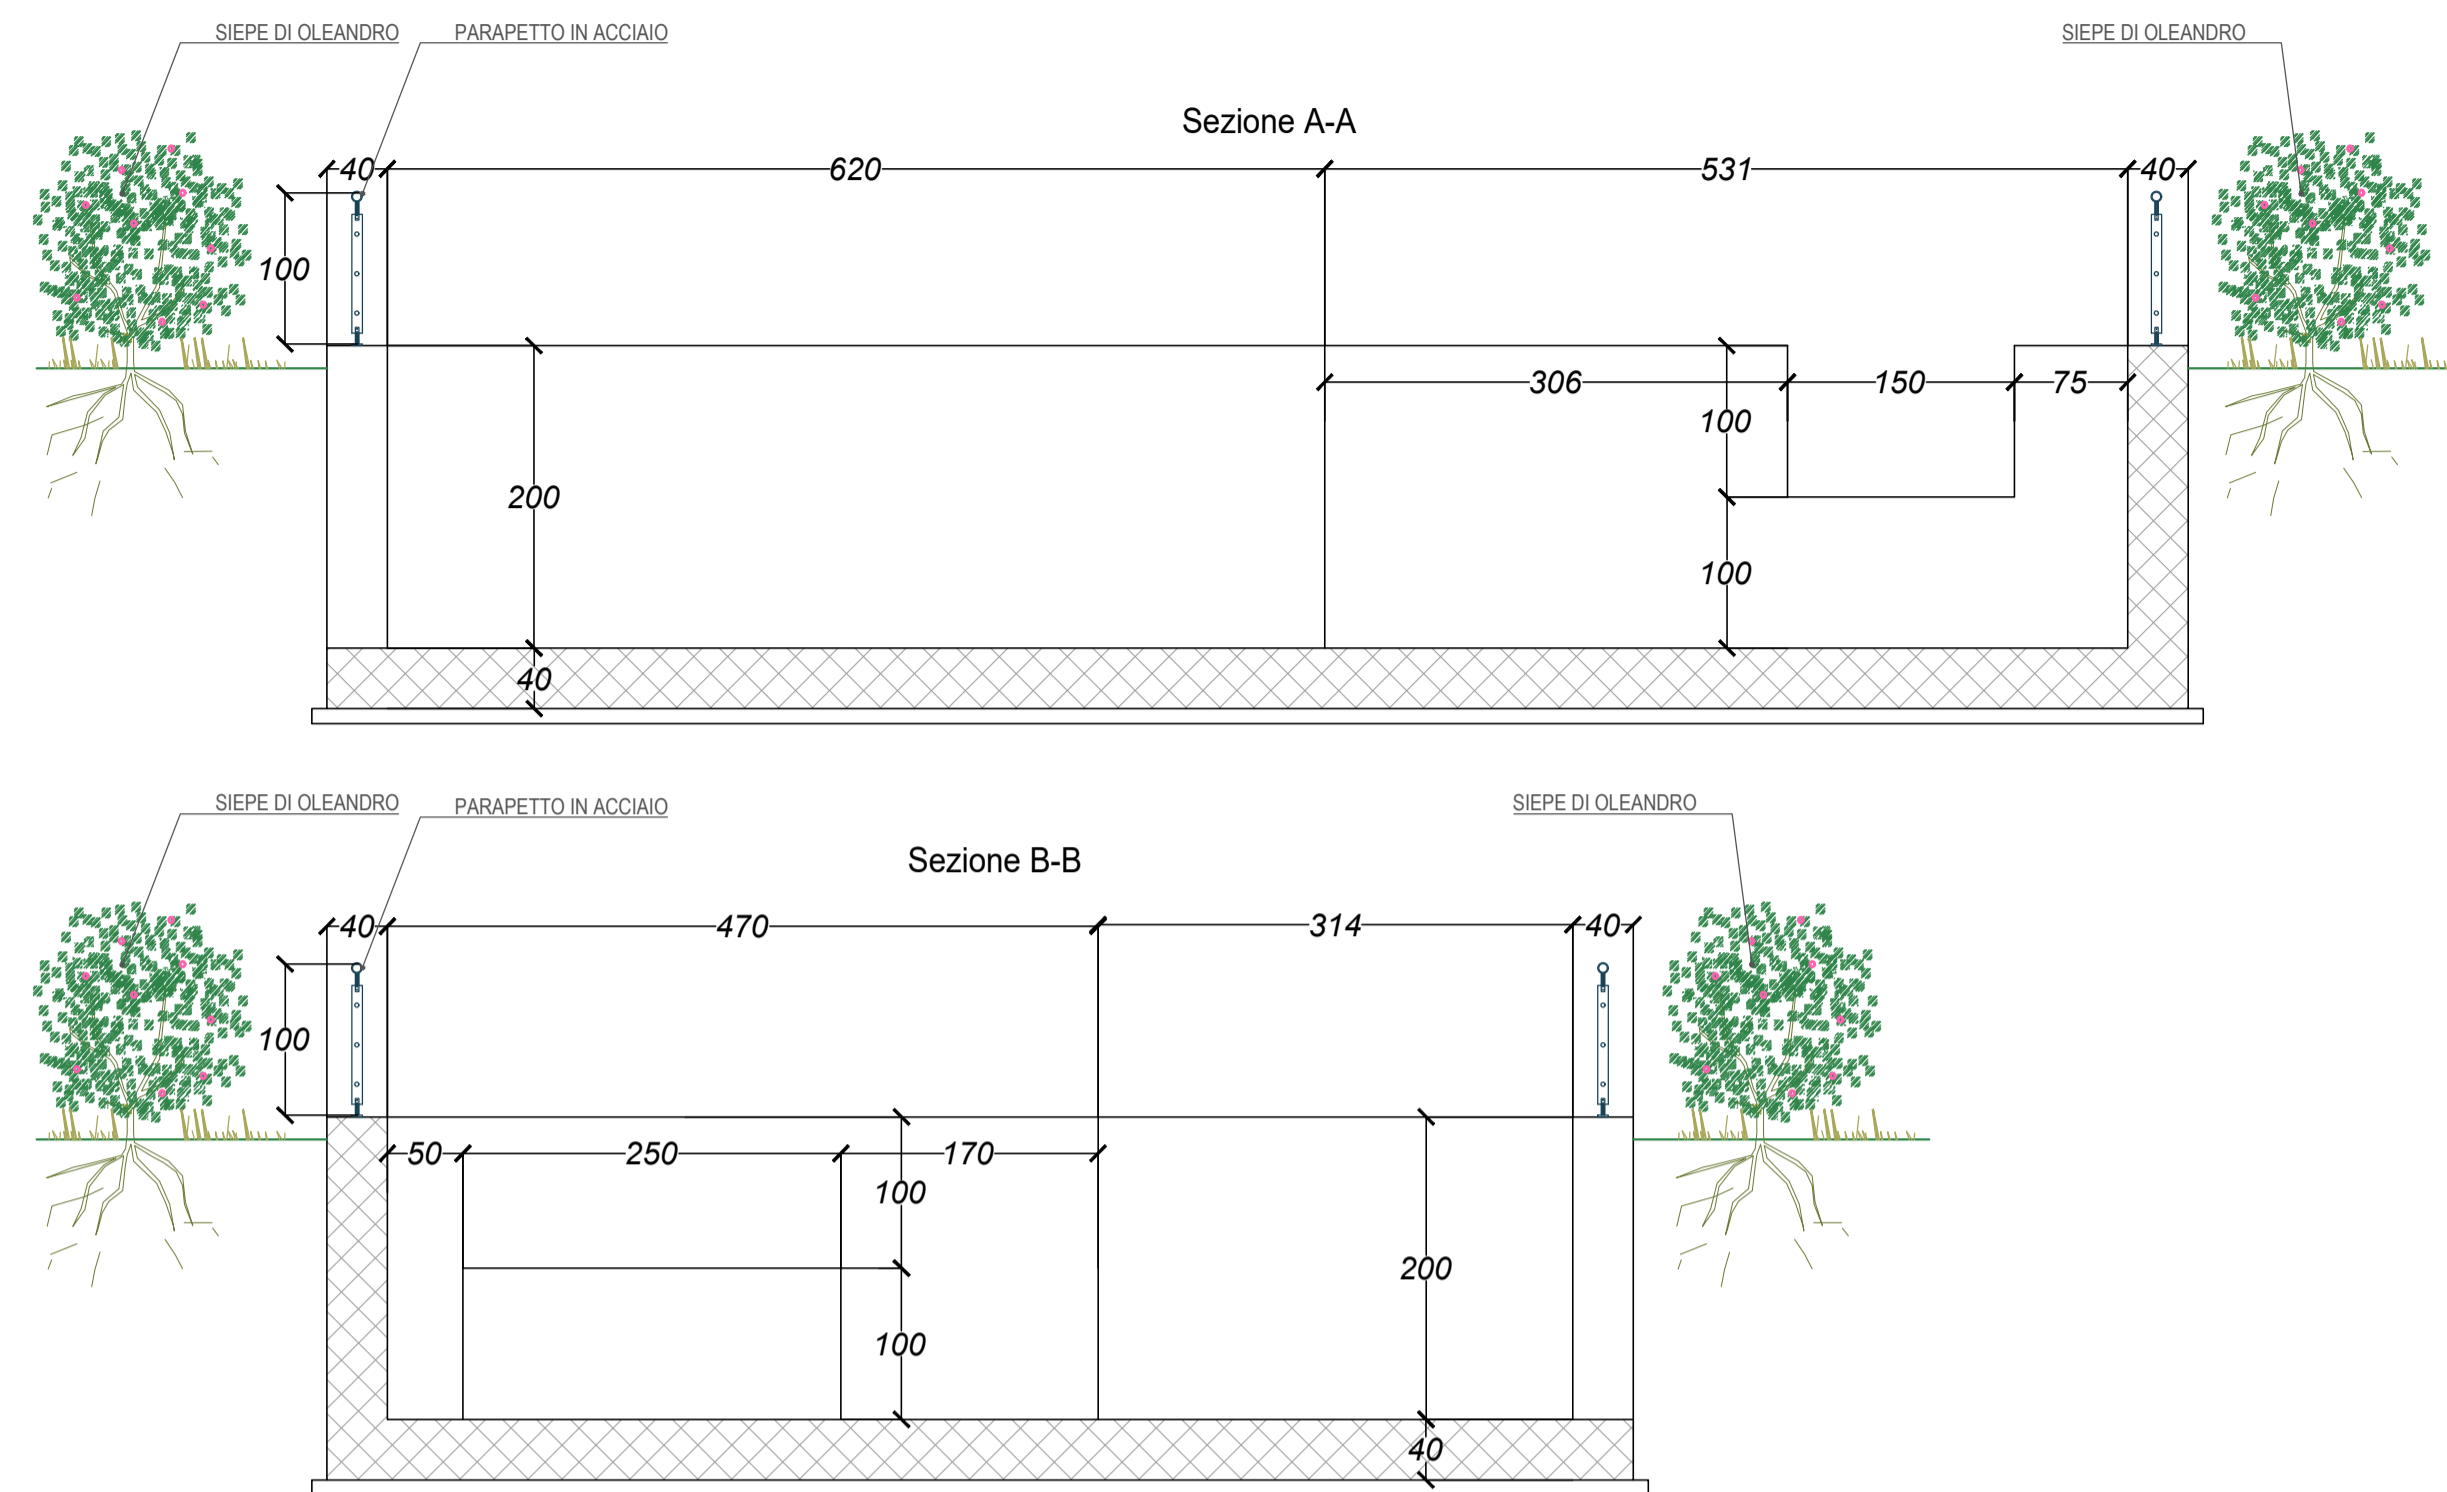 SIEPE DI OLEANDRO PARAPETTO IN ACCIAIO SIEPE DI OLEANDRO
Sezione A-A
40 620 531 40
100
306 150 75
100
200
100
40
SIEPE DI OLEANDRO PARAPETTO IN ACCIAIO SIEPE DI OLEANDRO
Sezione B-B
40 470 314 40
100
50 250 170
100
200
100
40